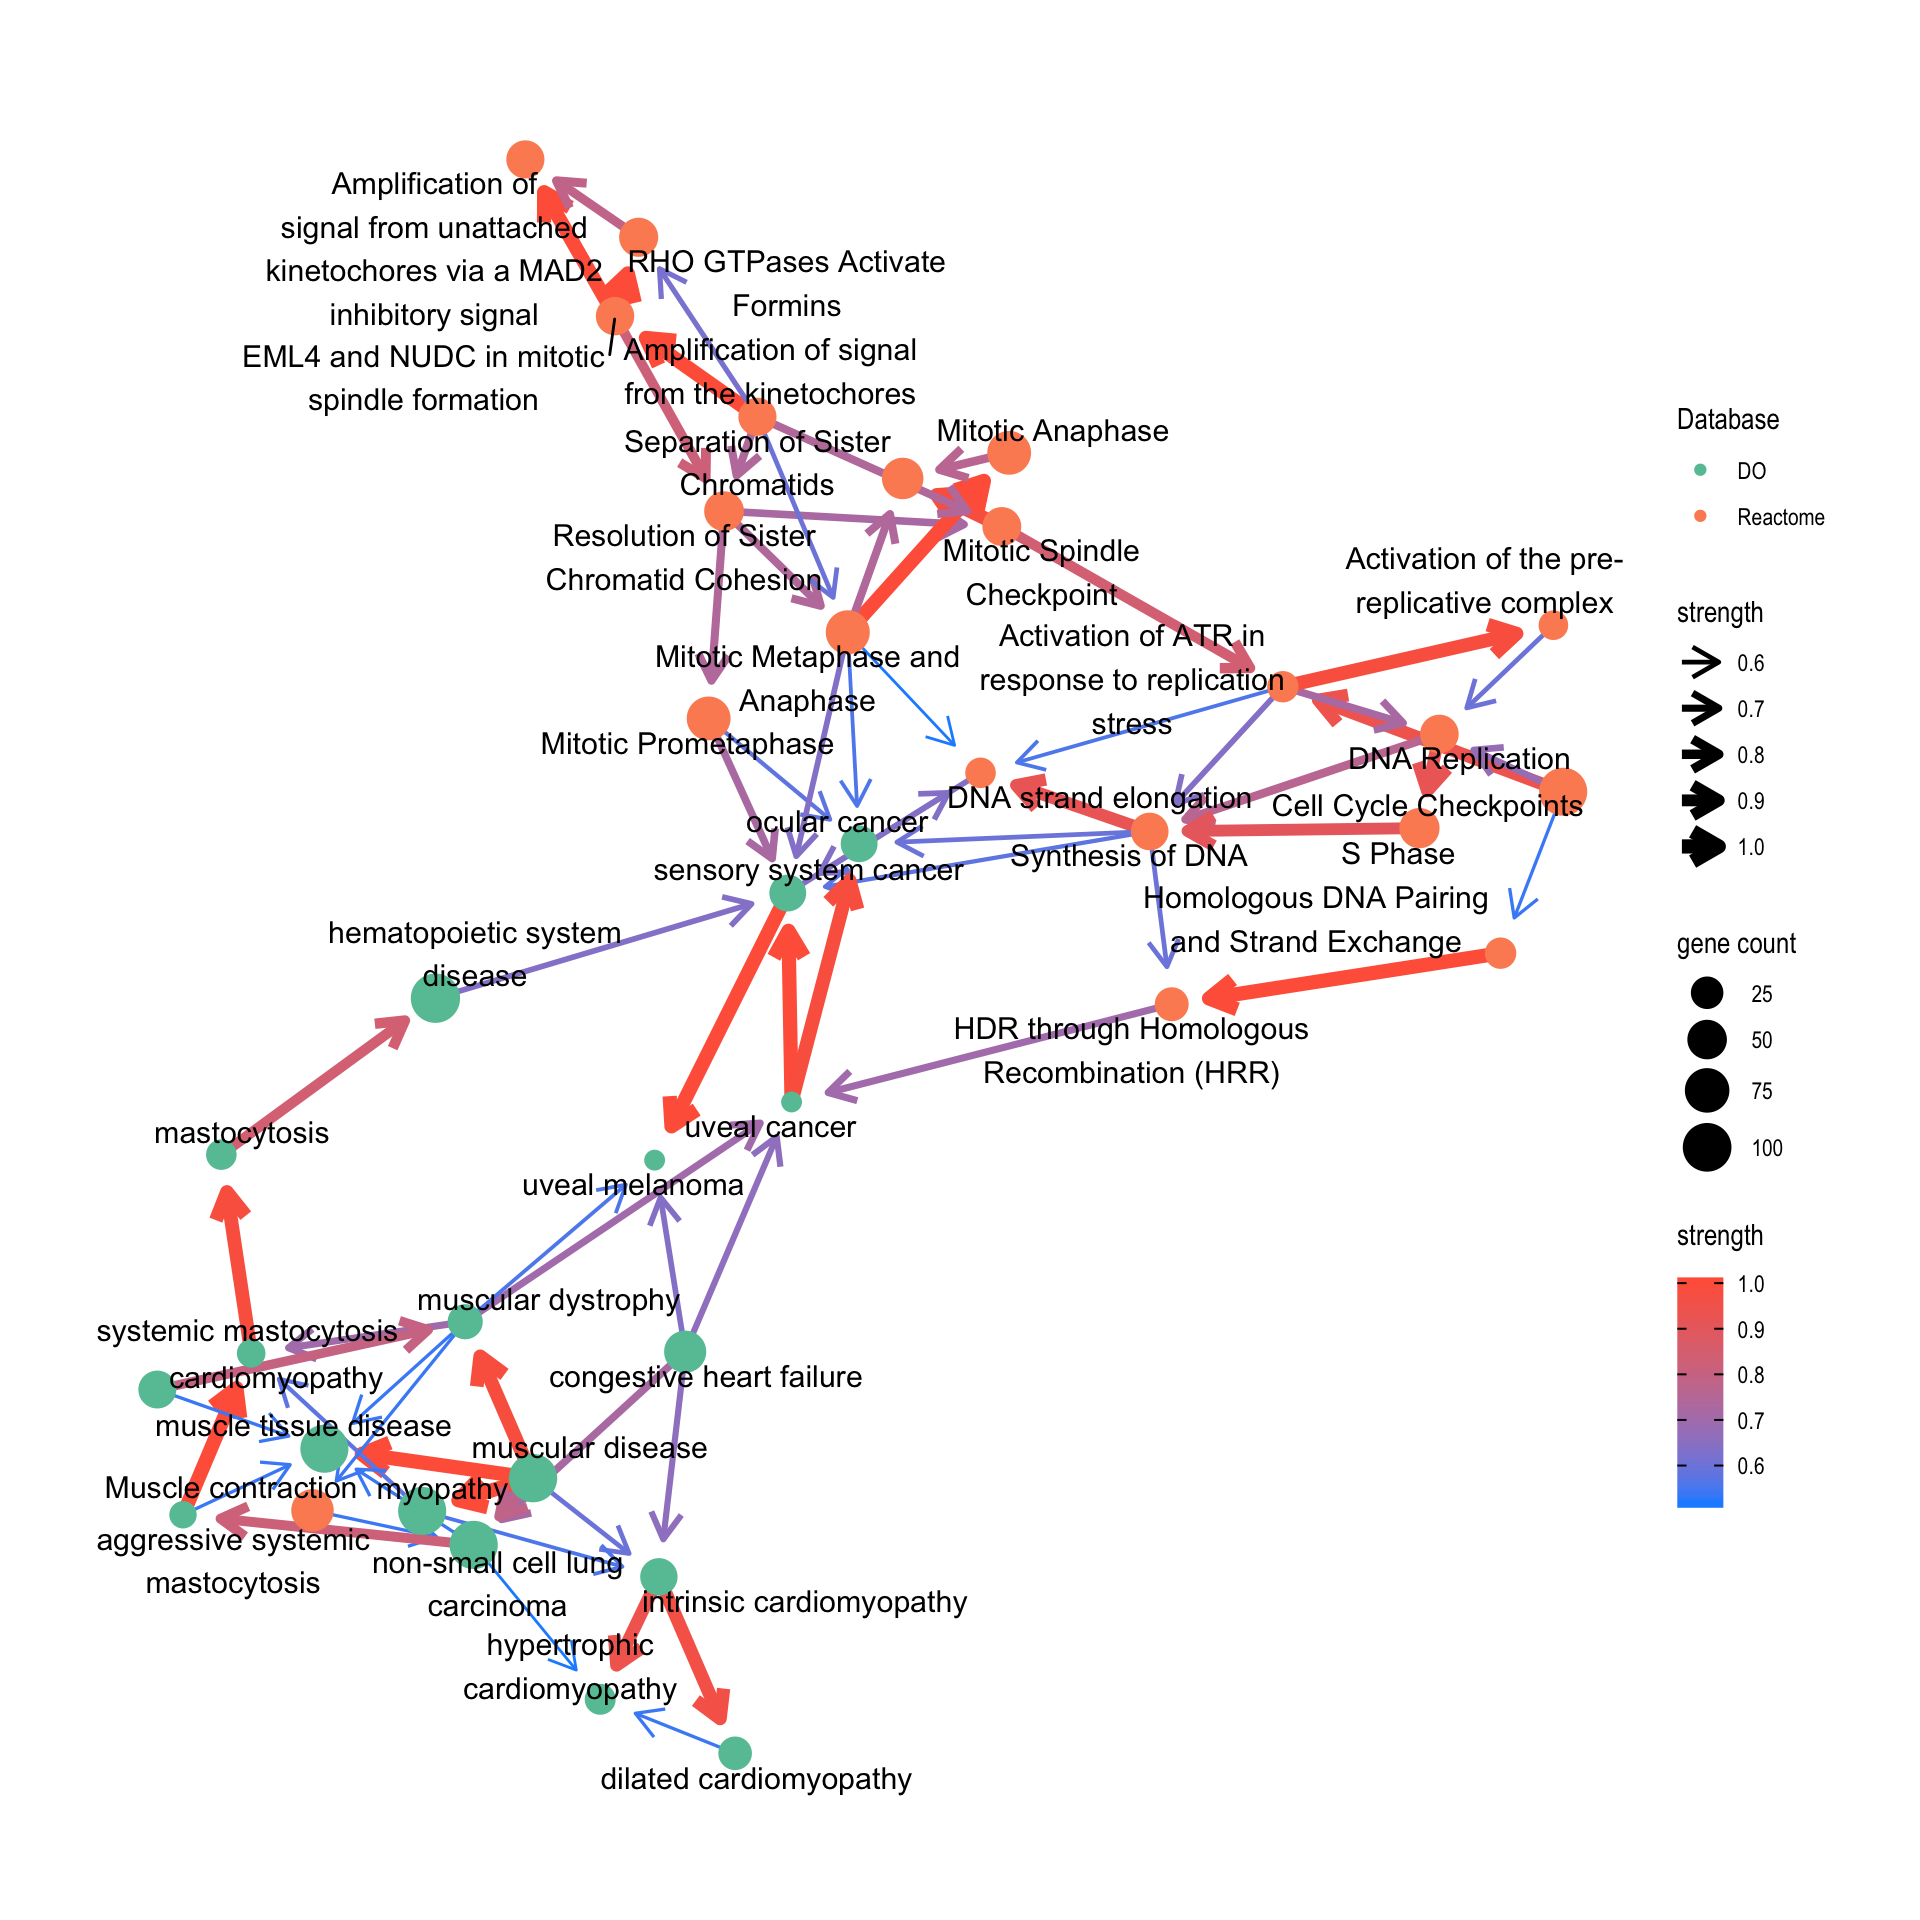 Amplification of
signal from unattached
kinetochores via a MAD2
inhibitory signal
RHO GTPases Activate
Formins
EML4 and NUDC in mitotic
spindle formation
Amplification of signal
from the kinetochores
Separation of Sister
Chromatids
Mitotic Anaphase
Resolution of Sister
Chromatid Cohesion
Mitotic Spindle
Checkpoint
Activation of the pre-
replicative complex
Activation of ATR in
response to replication
stress
Mitotic Metaphase and
Anaphase
Mitotic Prometaphase
DNA Replication
DNA strand elongation
Cell Cycle Checkpoints
ocular cancer
Synthesis of DNA
S Phase
sensory system cancer
Homologous DNA Pairing
and Strand Exchange
hematopoietic system
disease
HDR through Homologous
Recombination (HRR)
mastocytosis
uveal cancer
uveal melanoma
muscular dystrophy
systemic mastocytosis
cardiomyopathy
congestive heart failure
muscle tissue disease
muscular disease
Muscle contraction
myopathy
aggressive systemic
mastocytosis
non-small cell lung
carcinoma
intrinsic cardiomyopathy
hypertrophic
cardiomyopathy
dilated cardiomyopathy
Database
DO
Reactome
strength
0.6
0.7
0.8
0.9
1.0
gene count
25
50
75
100
strength
1.0
0.9
0.8
0.7
0.6